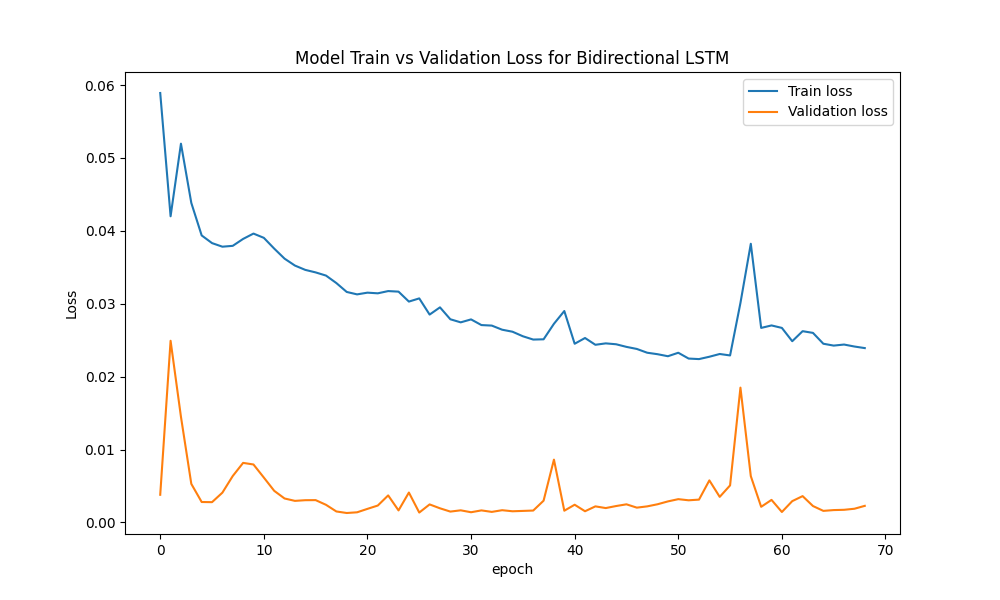 Model Train vs Validation Loss for Bidirectional LSTM
Train loss
Validation loss
Loss
0.06
0.05
0.04
0.03
0.02
0.01
0.00
0 10 20 30 40 50 60 70
epoch